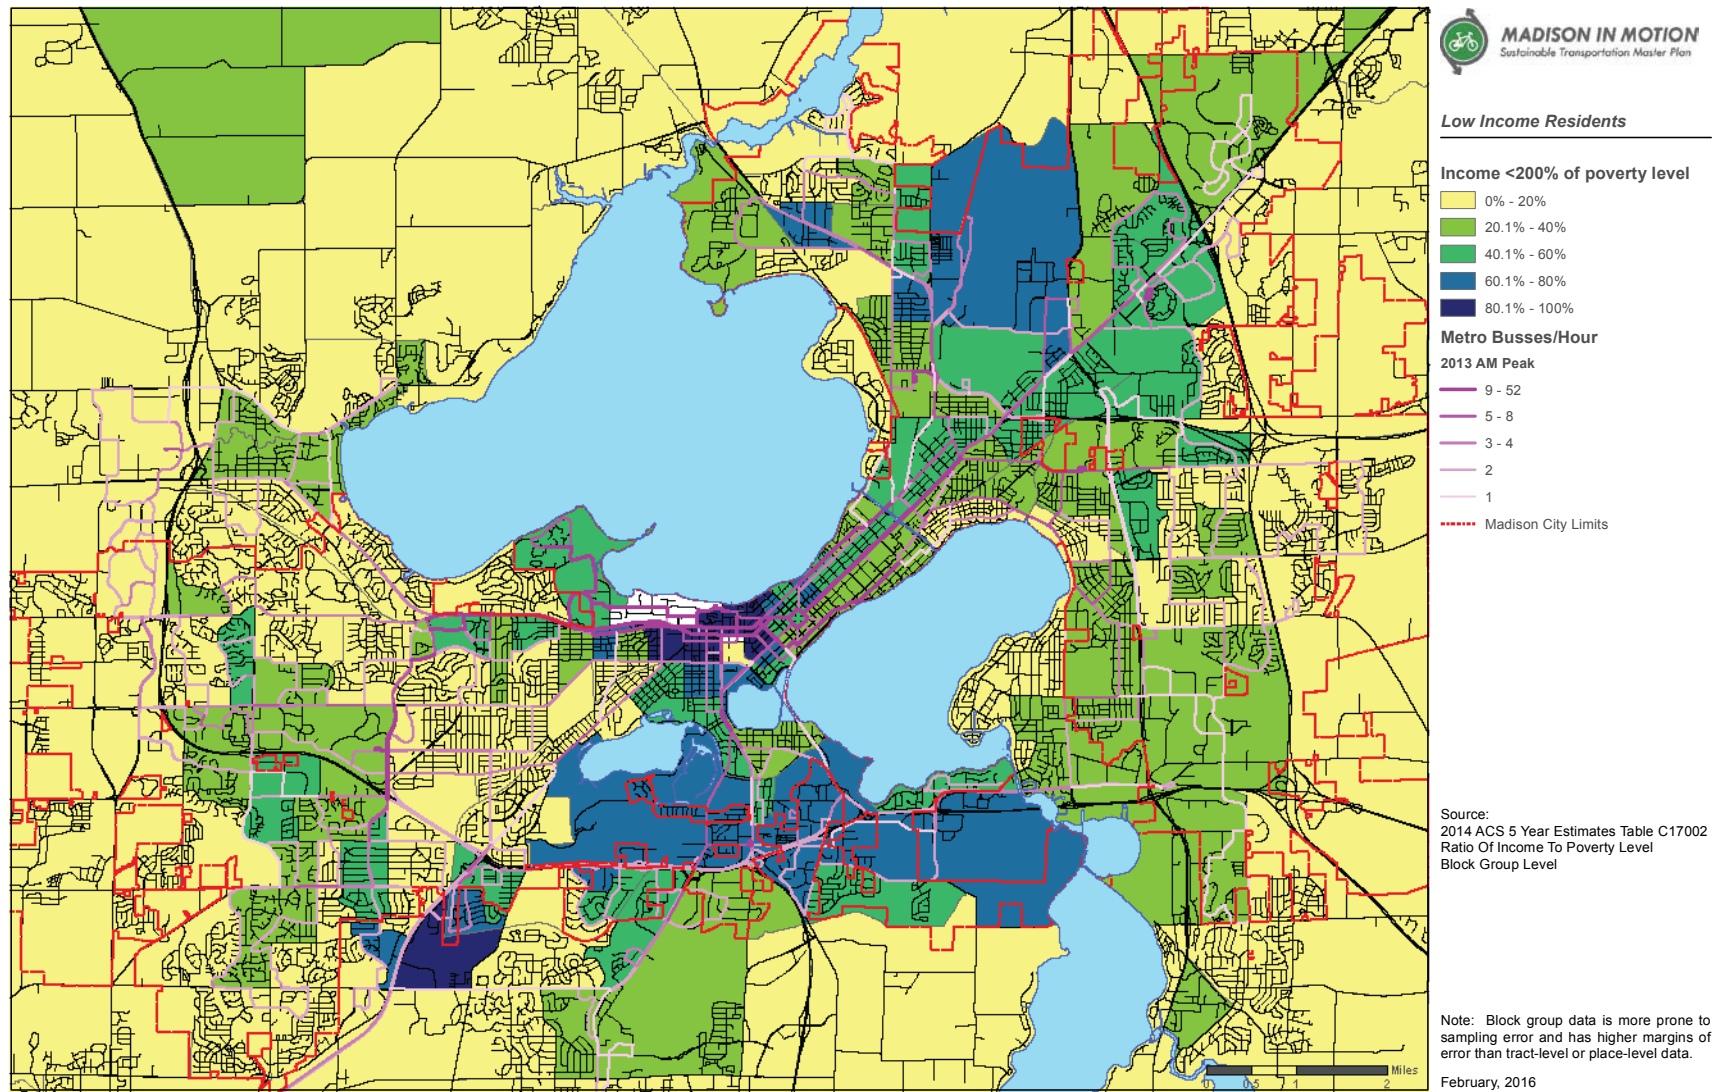 MADISON IN MOTION
Sustainable Transportation Master Plan
Low Income Residents
Income <200% of poverty level
0% - 20%
20.1% - 40%
40.1% - 60%
60.1% - 80%
80.1% - 100%
Metro Busses/Hour
2013 AM Peak
9 - 52
5 - 8
3 - 4
2
1
Madison City Limits
Source:
2014 ACS 5 Year Estimates Table C17002
Ratio Of Income To Poverty Level
Block Group Level
Note: Block group data is more prone to
sampling error and has higher margins of
error than tract-level or place-level data.
February, 2016
Miles
0 0.5 1 2